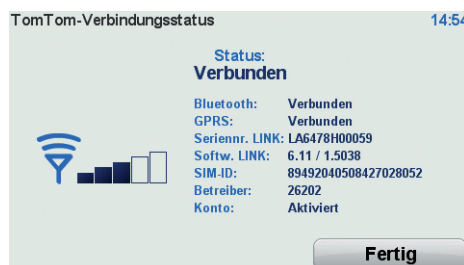 TomTom-Verbindungsstatus 14:54
Status:
Verbunden
Bluetooth: Verbunden
GPRS: Verbunden
Seriennr. LINK: LA6478H00059
Softw. LINK: 6.11 / 1.5038
SIM-ID: 89492040508427028052
Betreiber: 26202
Konto: Aktiviert
Fertig